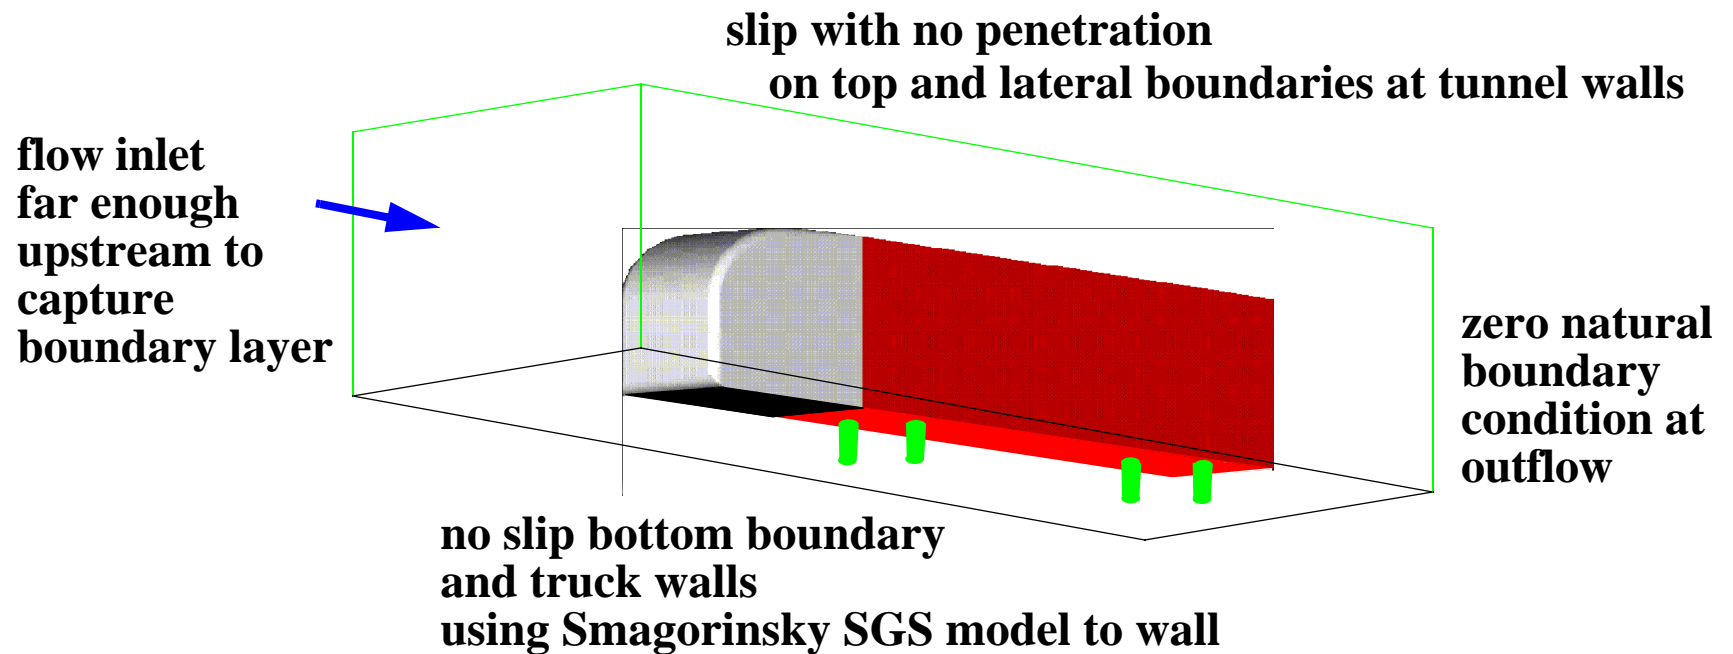 slip with no penetration
on top and lateral boundaries at tunnel walls
flow inlet
far enough
upstream to
capture
boundary layer
zero natural
boundary
condition at
outflow
no slip bottom boundary
and truck walls
using Smagorinsky SGS model to wall